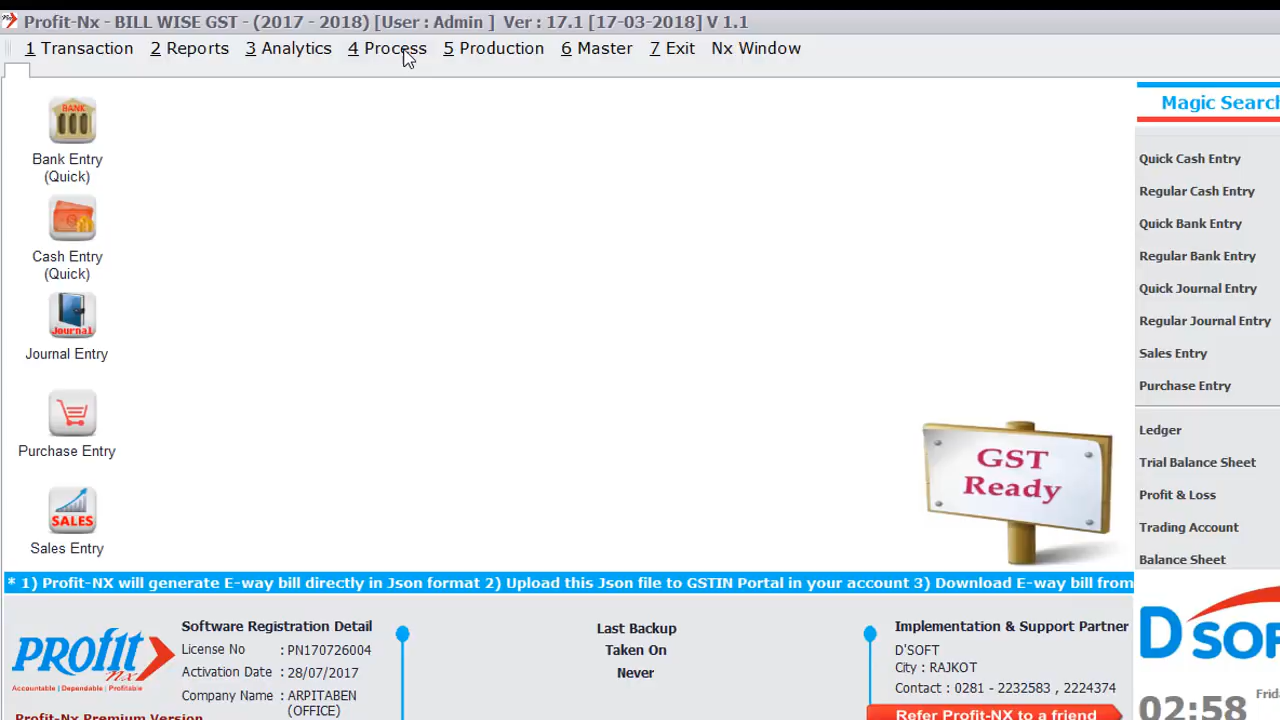 Profit-Nx - BILL WISE GST - (2017 - 2018) [User : Admin ] Ver : 17.1 [17-03-2018] V 1.1
1 Transaction 2 Reports 3 Analytics 4 Process 5 Production 6 Master 7 Exit Nx Window
BANK
Bank Entry
(Quick)
Cash Entry
(Quick)
Journal
Journal Entry
Purchase Entry
SALES
Sales Entry
GST
Ready
Magic Search
Quick Cash Entry
Regular Cash Entry
Quick Bank Entry
Regular Bank Entry
Quick Journal Entry
Regular Journal Entry
Sales Entry
Purchase Entry
Ledger
Trial Balance Sheet
Profit & Loss
Trading Account
Balance Sheet
* 1) Profit-NX will generate E-way bill directly in Json format 2) Upload this Json file to GSTIN Portal in your account 3) Download E-way bill from
PROFIT
nx
Accountable | Dependable | Profitable
Profit-Nx Premium Version
Software Registration Detail
License No : PN170726004
Activation Date : 28/07/2017
Company Name : ARPITABEN
(OFFICE)
Last Backup
Taken On
Never
Implementation & Support Partner
D'SOFT
City : RAJKOT
Contact : 0281 - 2232583 , 2224374
Refer Profit-NX to a friend
DSOF
02:58
Frida